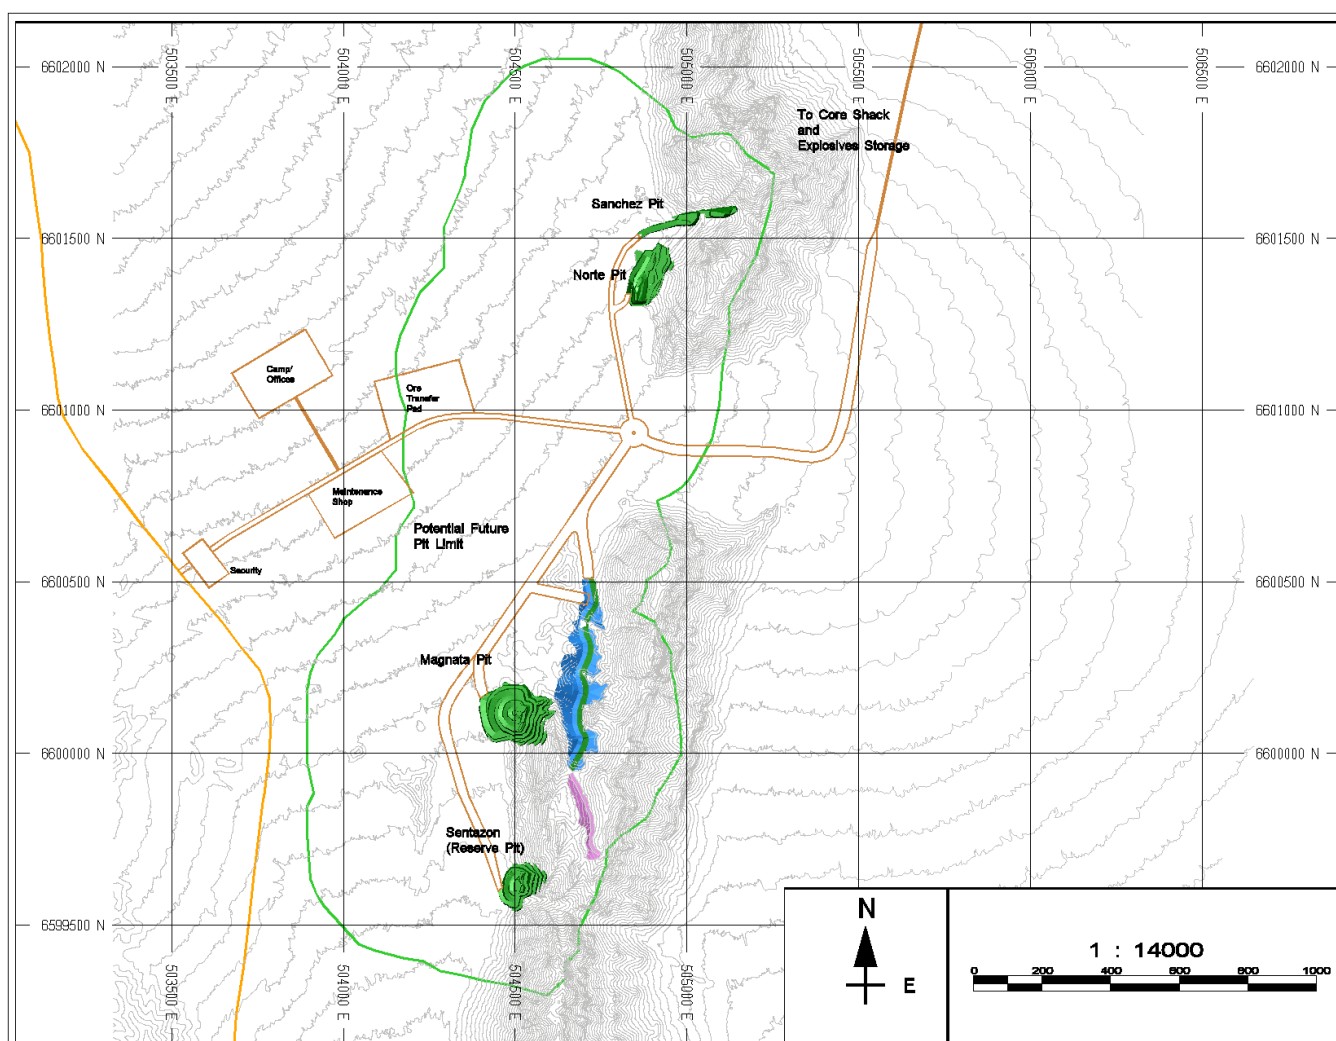 503500 E
504000 E
504500 E
505000 E
505500 E
506000 E
506500 E
6602000 N
6602000 N
To Core Shack
and
Explosives Storage
Sanchez Pit
6601500 N
6601500 N
Norte Pit
Camp/
Offices
Ore
Transfer
Pad
6601000 N
6601000 N
Maintenance
Shop
Potential Future
Pit Limit
Security
6600500 N
6600500 N
Magnata Pit
6600000 N
6600000 N
Sentazon
(Reserve Pit)
6599500 N
503500 E
504000 E
504500 E
505000 E
N
E
1 : 14000
0 200 400 600 800 1000